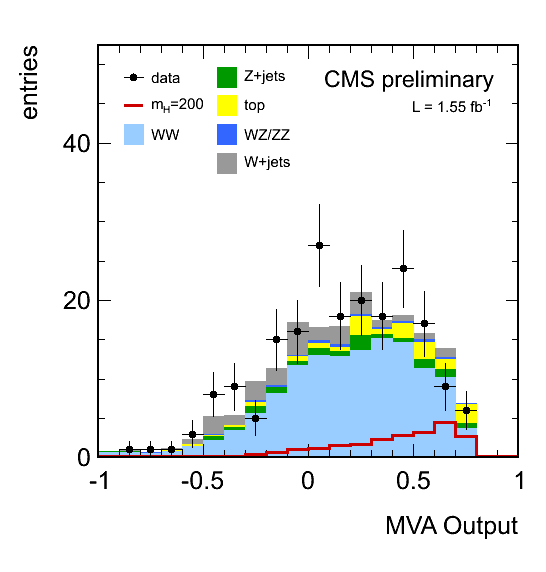 entries
data
m_H=200
WW
Z+jets
top
WZ/ZZ
W+jets
CMS preliminary
L = 1.55 fb⁻¹
40
20
0
-1 -0.5 0 0.5 1
MVA Output